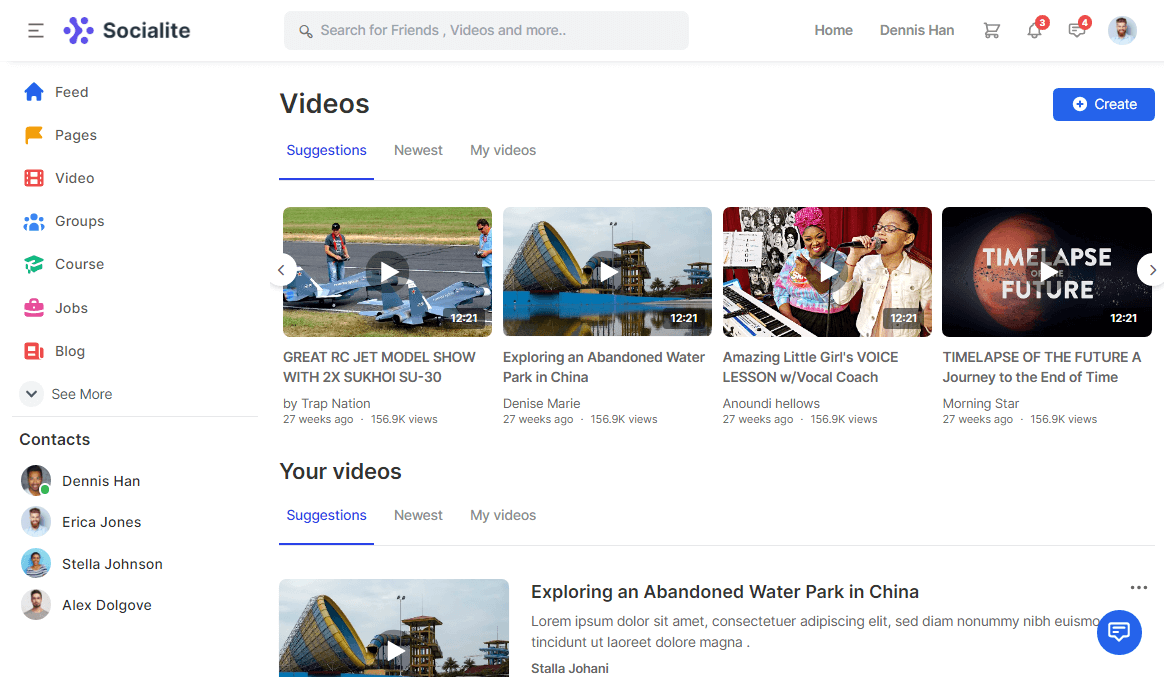 Socialite
Search for Friends , Videos and more..
Home
Dennis Han
3
4
Feed
Pages
Video
Groups
Course
Jobs
Blog
See More
Contacts
Dennis Han
Erica Jones
Stella Johnson
Alex Dolgove
Videos
Create
Suggestions
Newest
My videos
12:21
GREAT RC JET MODEL SHOW
WITH 2X SUKHOI SU-30
by Trap Nation
27 weeks ago · 156.9K views
12:21
Exploring an Abandoned Water
Park in China
Denise Marie
27 weeks ago · 156.9K views
12:21
Amazing Little Girl's VOICE
LESSON w/Vocal Coach
Anoundi hellows
27 weeks ago · 156.9K views
TIMELAPSE
OF THE
FUTURE
12:21
TIMELAPSE OF THE FUTURE A
Journey to the End of Time
Morning Star
27 weeks ago · 156.9K views
Your videos
Suggestions
Newest
My videos
Exploring an Abandoned Water Park in China
Lorem ipsum dolor sit amet, consectetuer adipiscing elit, sed diam nonummy nibh euismo
tincidunt ut laoreet dolore magna .
Stalla Johani